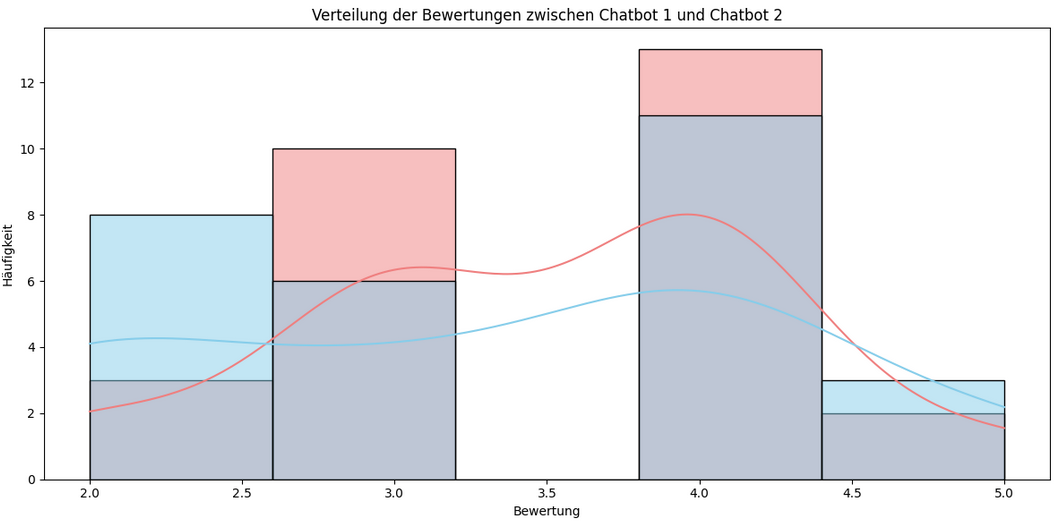 Verteilung der Bewertungen zwischen Chatbot 1 und Chatbot 2
Häufigkeit
12
10
8
6
4
2
0
2.0 2.5 3.0 3.5 4.0 4.5 5.0
Bewertung